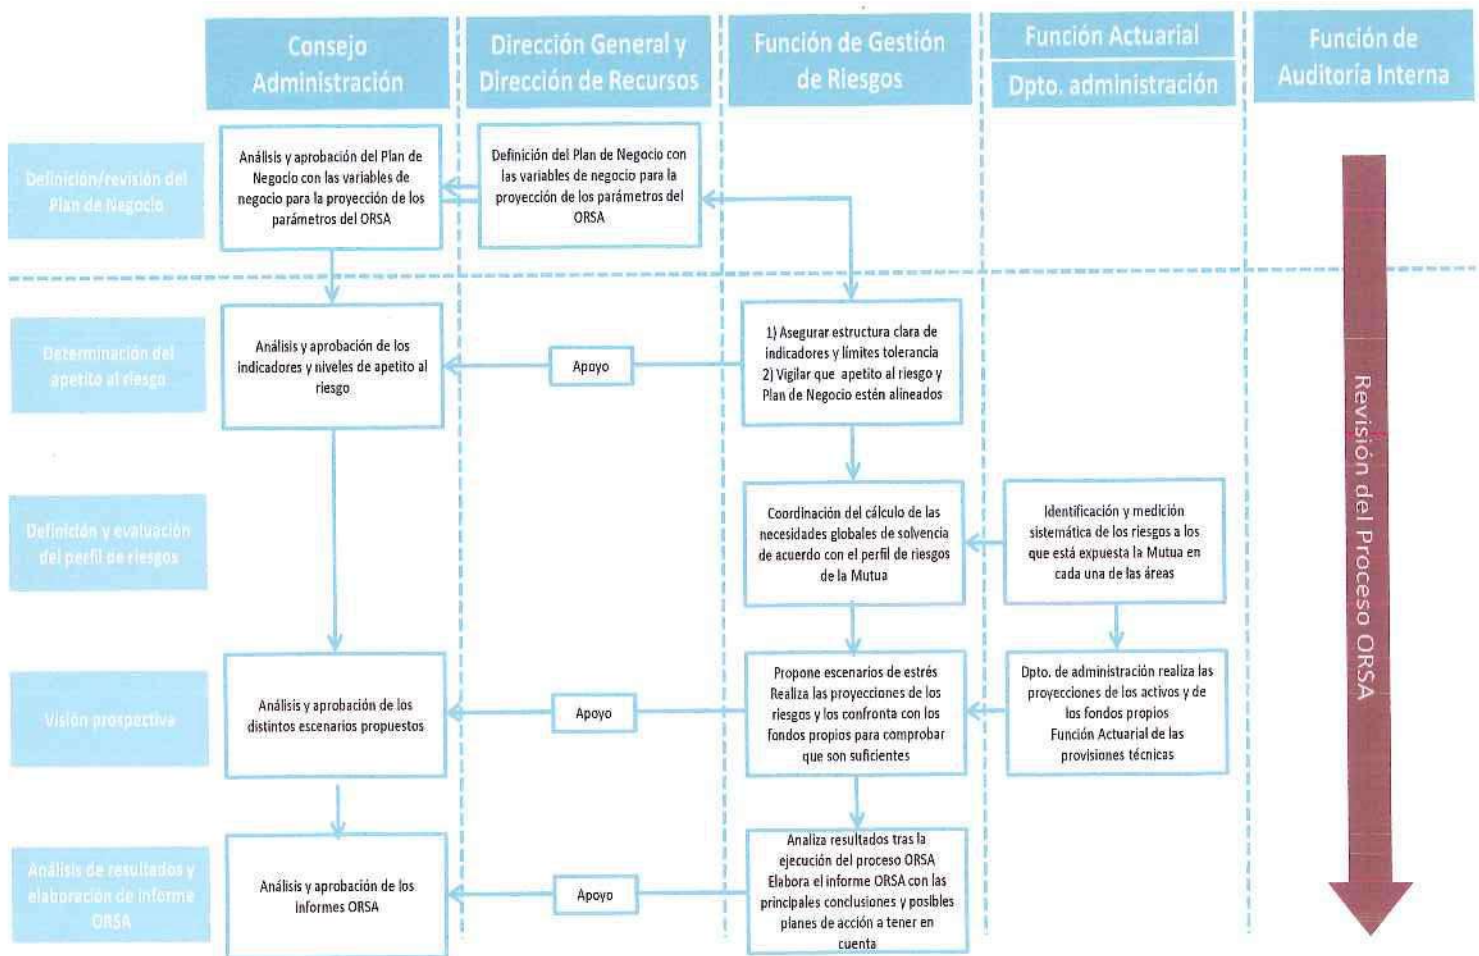 Consejo
Administración
Dirección General y
Dirección de Recursos
Función de Gestión
de Riesgos
Función Actuarial
Dpto. administración
Función de
Auditoría Interna
Definición/revisión del
Plan de Negocio
Análisis y aprobación del Plan de
Negocio con las variables de
negocio para la proyección de los
parámetros del ORSA
Definición del Plan de Negocio con
las variables de negocio para la
proyección de los parámetros del
ORSA
Determinación del
apetito al riesgo
Análisis y aprobación de los
indicadores y niveles de apetito al
riesgo
Apoyo
1) Asegurar estructura clara de
indicadores y límites tolerancia
2) Vigilar que apetito al riesgo y
Plan de Negocio estén alineados
Definición y evaluación
del perfil de riesgos
Coordinación del cálculo de las
necesidades globales de solvencia
de acuerdo con el perfil de riesgos
de la Mutua
Identificación y medición
sistemática de los riesgos a los
que está expuesta la Mutua en
cada una de las áreas
Visión prospectiva
Análisis y aprobación de los
distintos escenarios propuestos
Apoyo
Propone escenarios de estrés
Realiza las proyecciones de los
riesgos y los confronta con los
fondos propios para comprobar
que son suficientes
Dpto. de administración realiza las
proyecciones de los activos y de
los fondos propios
Función Actuarial de las
provisiones técnicas
Análisis de resultados y
elaboración de informe
ORSA
Análisis y aprobación de los
informes ORSA
Apoyo
Analiza resultados tras la
ejecución del proceso ORSA
Elabora el informe ORSA con las
principales conclusiones y posibles
planes de acción a tener en
cuenta
Revisión del Proceso ORSA